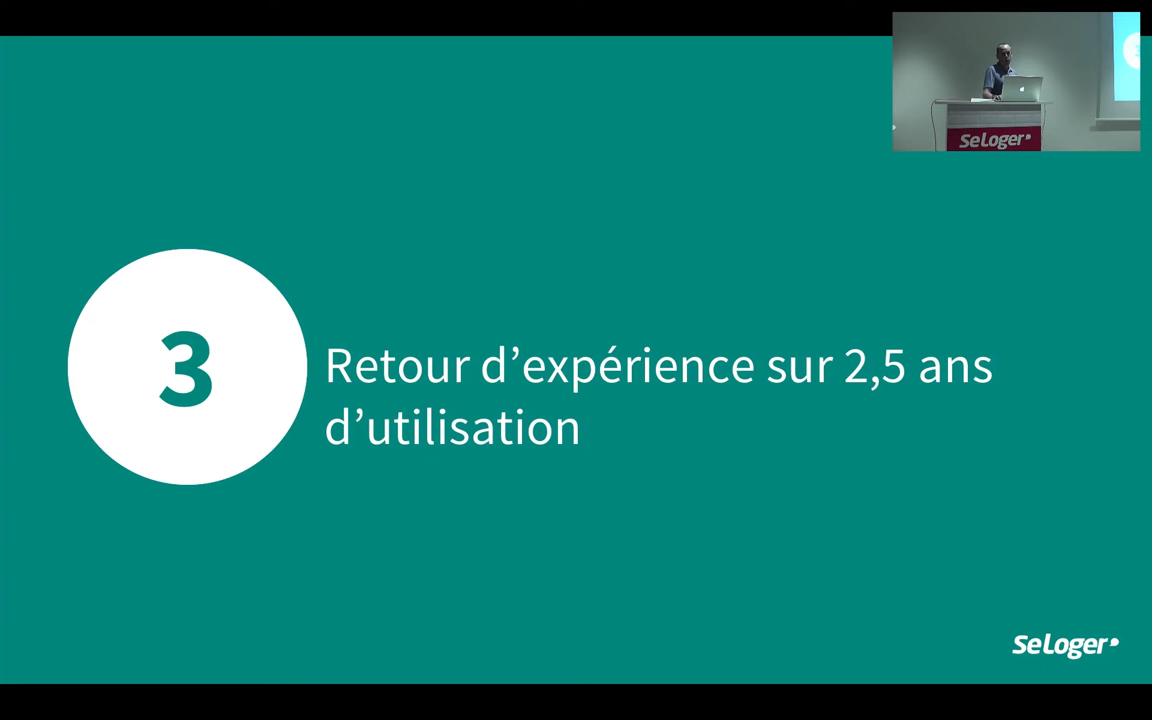 SeLoger
3
Retour d’expérience sur 2,5 ans
d’utilisation
SeLoger